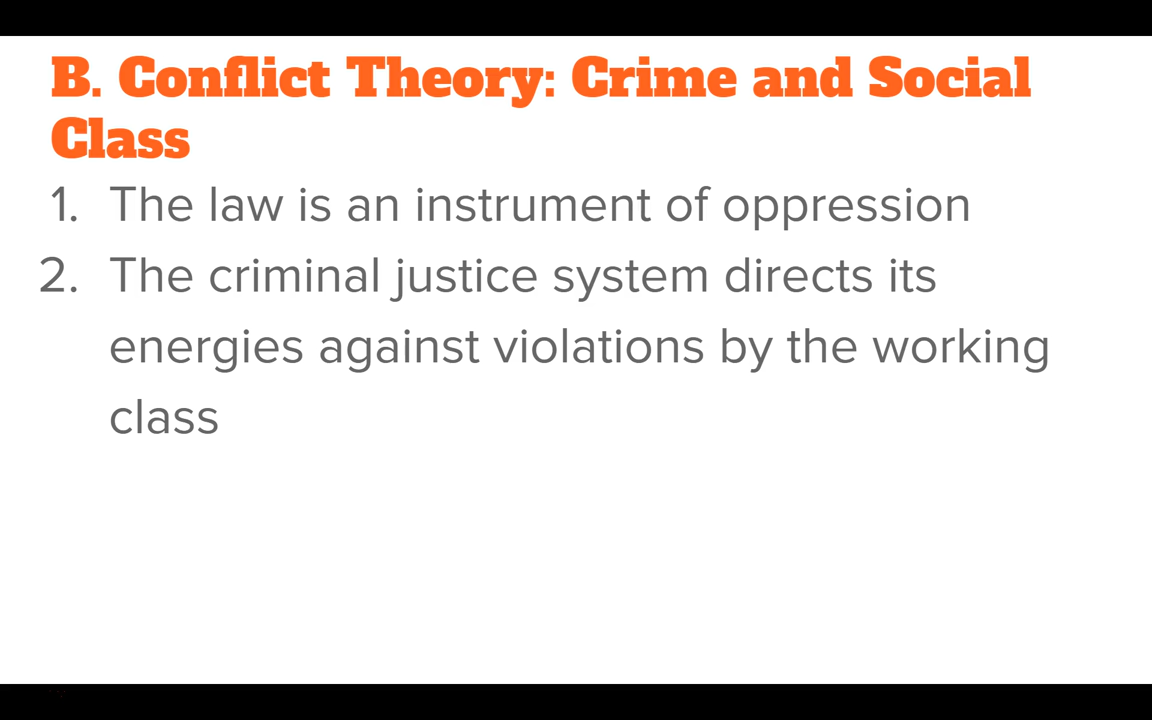 B. Conflict Theory: Crime and Social
Class
1. The law is an instrument of oppression
2. The criminal justice system directs its
energies against violations by the working
class